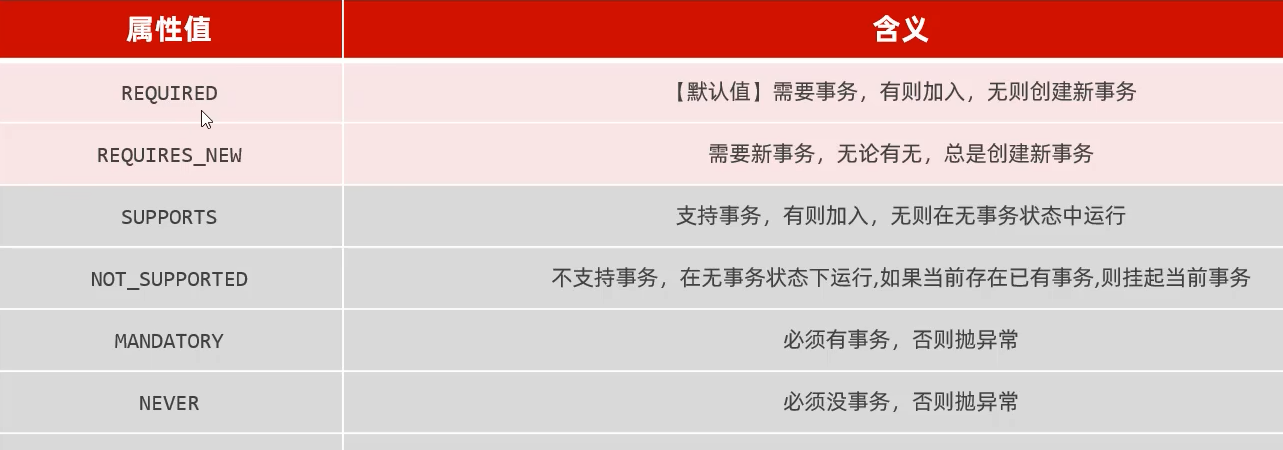 属性值 含义
REQUIRED 【默认值】需要事务，有则加入，无则创建新事务
REQUIRES_NEW 需要新事务，无论有无，总是创建新事务
SUPPORTS 支持事务，有则加入，无则在无事务状态中运行
NOT_SUPPORTED 不支持事务，在无事务状态下运行,如果当前存在已有事务,则挂起当前事务
MANDATORY 必须有事务，否则抛异常
NEVER 必须没事务，否则抛异常